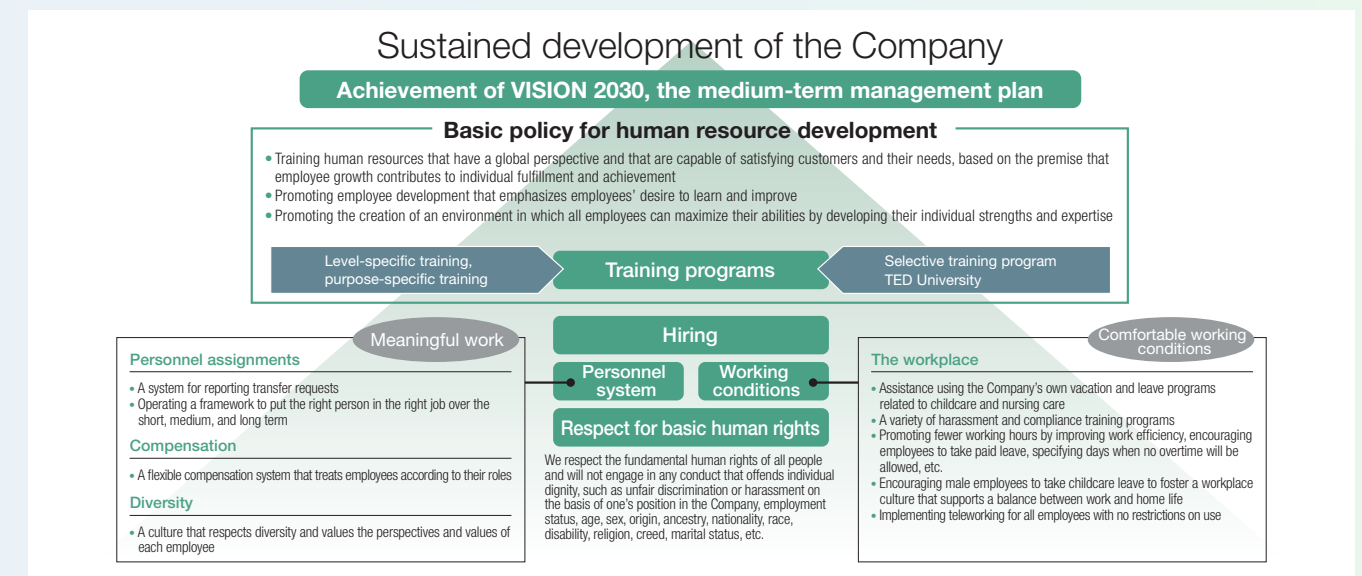 Sustained development of the Company
Achievement of VISION 2030, the medium-term management plan
Basic policy for human resource development
• Training human resources that have a global perspective and that are capable of satisfying customers and their needs, based on the premise that
employee growth contributes to individual fulfillment and achievement
• Promoting employee development that emphasizes employees' desire to learn and improve
• Promoting the creation of an environment in which all employees can maximize their abilities by developing their individual strengths and expertise
Level-specific training,
purpose-specific training
Training programs
Selective training program
TED University
Meaningful work
Personnel assignments
• A system for reporting transfer requests
• Operating a framework to put the right person in the right job over the
short, medium, and long term
Compensation
• A flexible compensation system that treats employees according to their roles
Diversity
• A culture that respects diversity and values the perspectives and values of
each employee
Hiring
Personnel
system
Working
conditions
Respect for basic human rights
We respect the fundamental human rights of all people
and will not engage in any conduct that offends individual
dignity, such as unfair discrimination or harassment on
the basis of one's position in the Company, employment
status, age, sex, origin, ancestry, nationality, race,
disability, religion, creed, marital status, etc.
Comfortable working
conditions
The workplace
• Assistance using the Company's own vacation and leave programs
related to childcare and nursing care
• A variety of harassment and compliance training programs
• Promoting fewer working hours by improving work efficiency, encouraging
employees to take paid leave, specifying days when no overtime will be
allowed, etc.
• Encouraging male employees to take childcare leave to foster a workplace
culture that supports a balance between work and home life
• Implementing teleworking for all employees with no restrictions on use